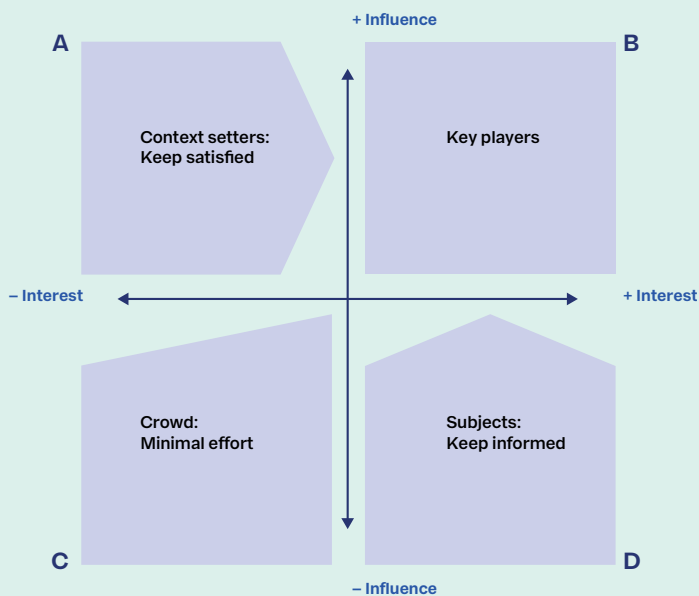 + Influence
A
B
Context setters:
Keep satisfied
Key players
– Interest
+ Interest
Crowd:
Minimal effort
Subjects:
Keep informed
C
D
– Influence